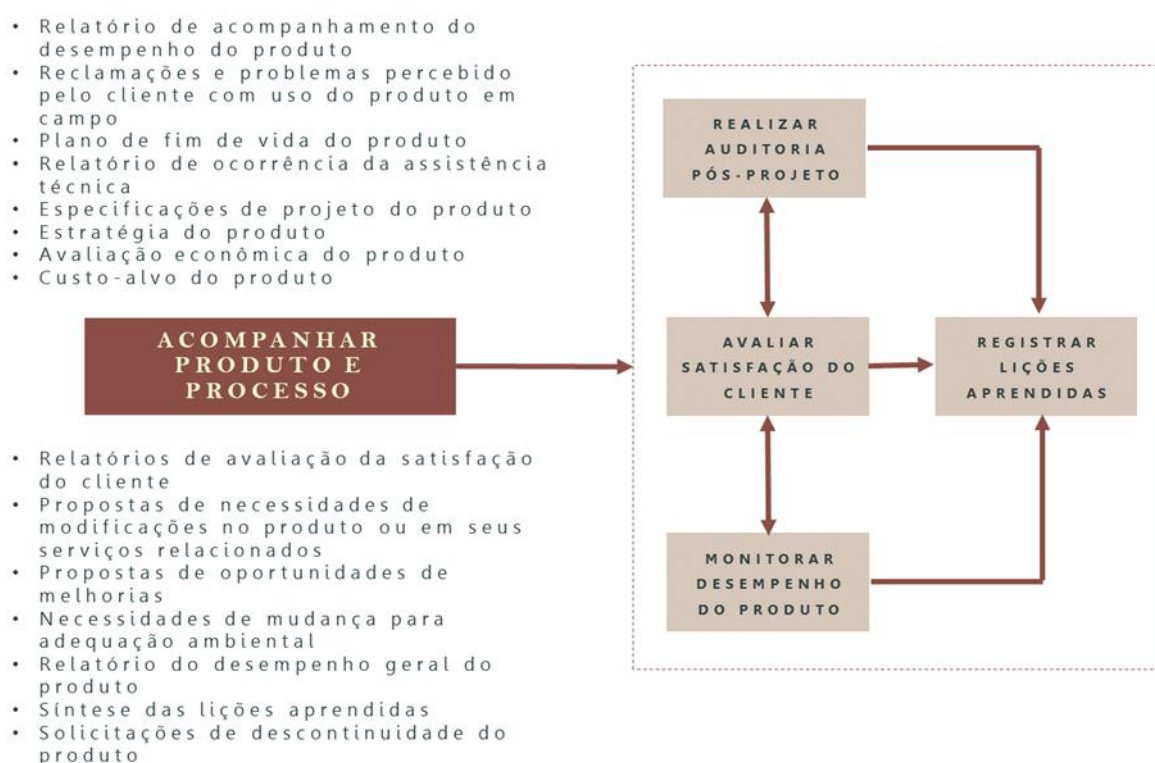 • Relatório de acompanhamento do
desempenho do produto
• Reclamações e problemas percebido
pelo cliente com uso do produto em
campo
• Plano de fim de vida do produto
• Relatório de ocorrência da assistência
técnica
• Especificações de projeto do produto
• Estratégia do produto
• Avaliação econômica do produto
• Custo-alvo do produto
ACOMPANHAR
PRODUTO E
PROCESSO
• Relatórios de avaliação da satisfação
do cliente
• Propostas de necessidades de
modificações no produto ou em seus
serviços relacionados
• Propostas de oportunidades de
melhorias
• Necessidades de mudança para
adequação ambiental
• Relatório do desempenho geral do
produto
• Síntese das lições aprendidas
• Solicitações de descontinuidade do
produto
REALIZAR
AUDITORIA
PÓS-PROJETO
AVALIAR
SATISFAÇÃO DO
CLIENTE
REGISTRAR
LIÇÕES
APRENDIDAS
MONITORAR
DESEMPENHO
DO PRODUTO